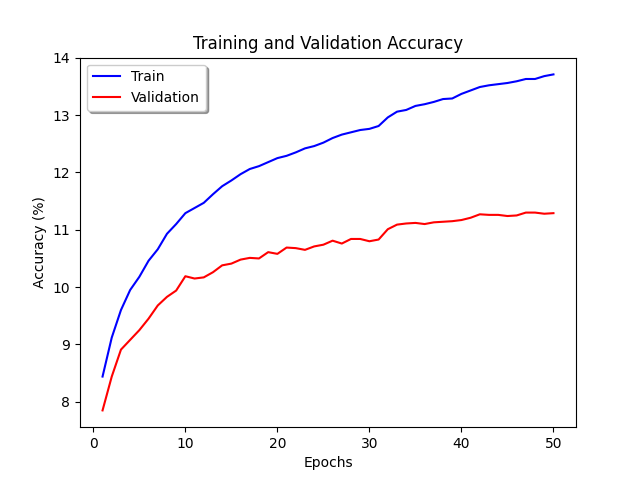 Training and Validation Accuracy
Train
Validation
14
13
12
11
10
9
8
Accuracy (%)
0 10 20 30 40 50
Epochs